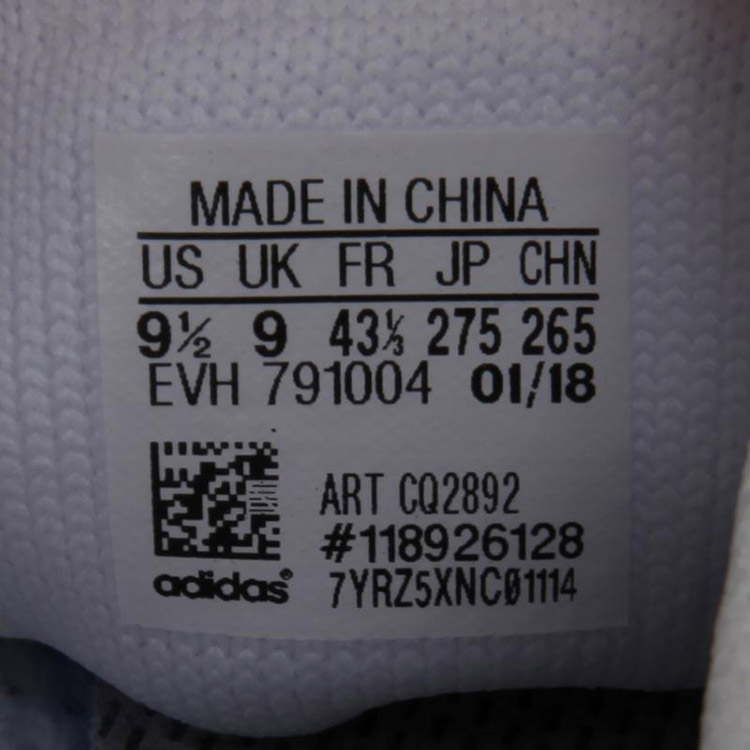 MADE IN CHINA
US UK FR JP CHN
9½ 9 43⅓ 275 265
EVH 791004 01/18
ART CQ2892
#118926128
adidas®
7YRZ5XNC01114